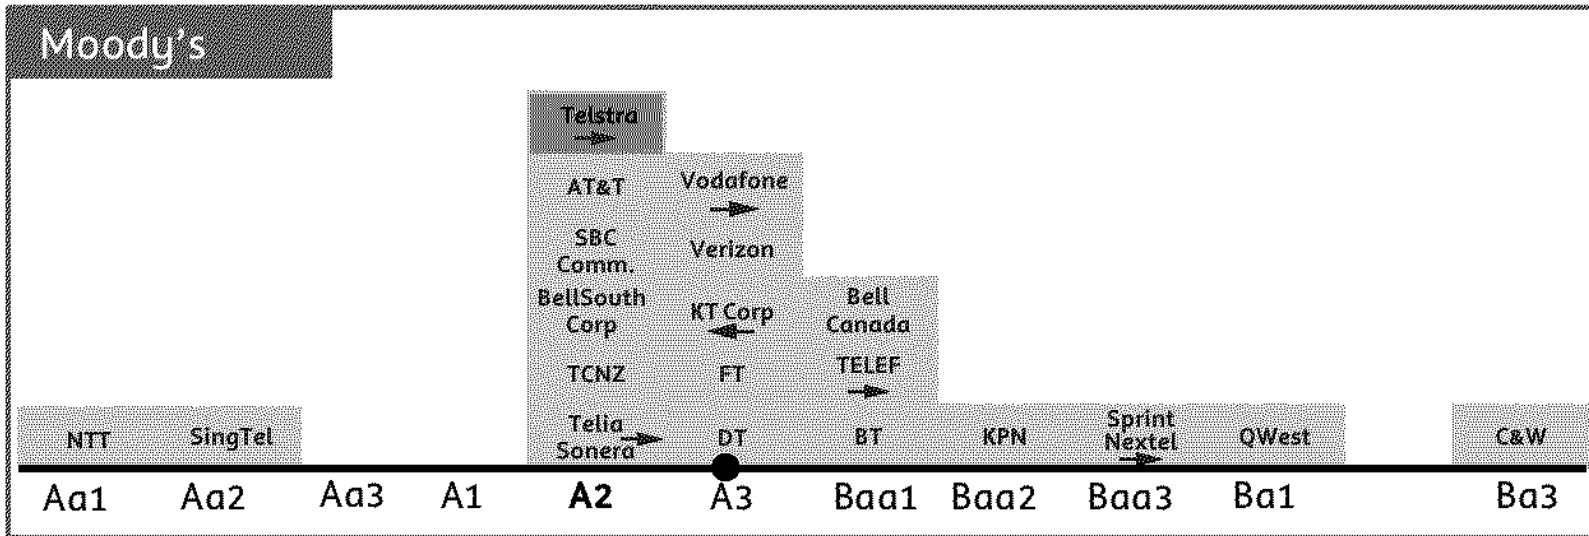 Moody's
Telstra
AT&T
Vodafone
SBC
Comm.
Verizon
BellSouth
Corp
KT Corp
Bell
Canada
TCNZ
FT
TELEF
Telia
Sonera
NTT
SingTel
DT
BT
KPN
Sprint
Nextel
QWest
C&W
Aa1 Aa2 Aa3 A1 A2 A3 Baa1 Baa2 Baa3 Ba1 Ba3